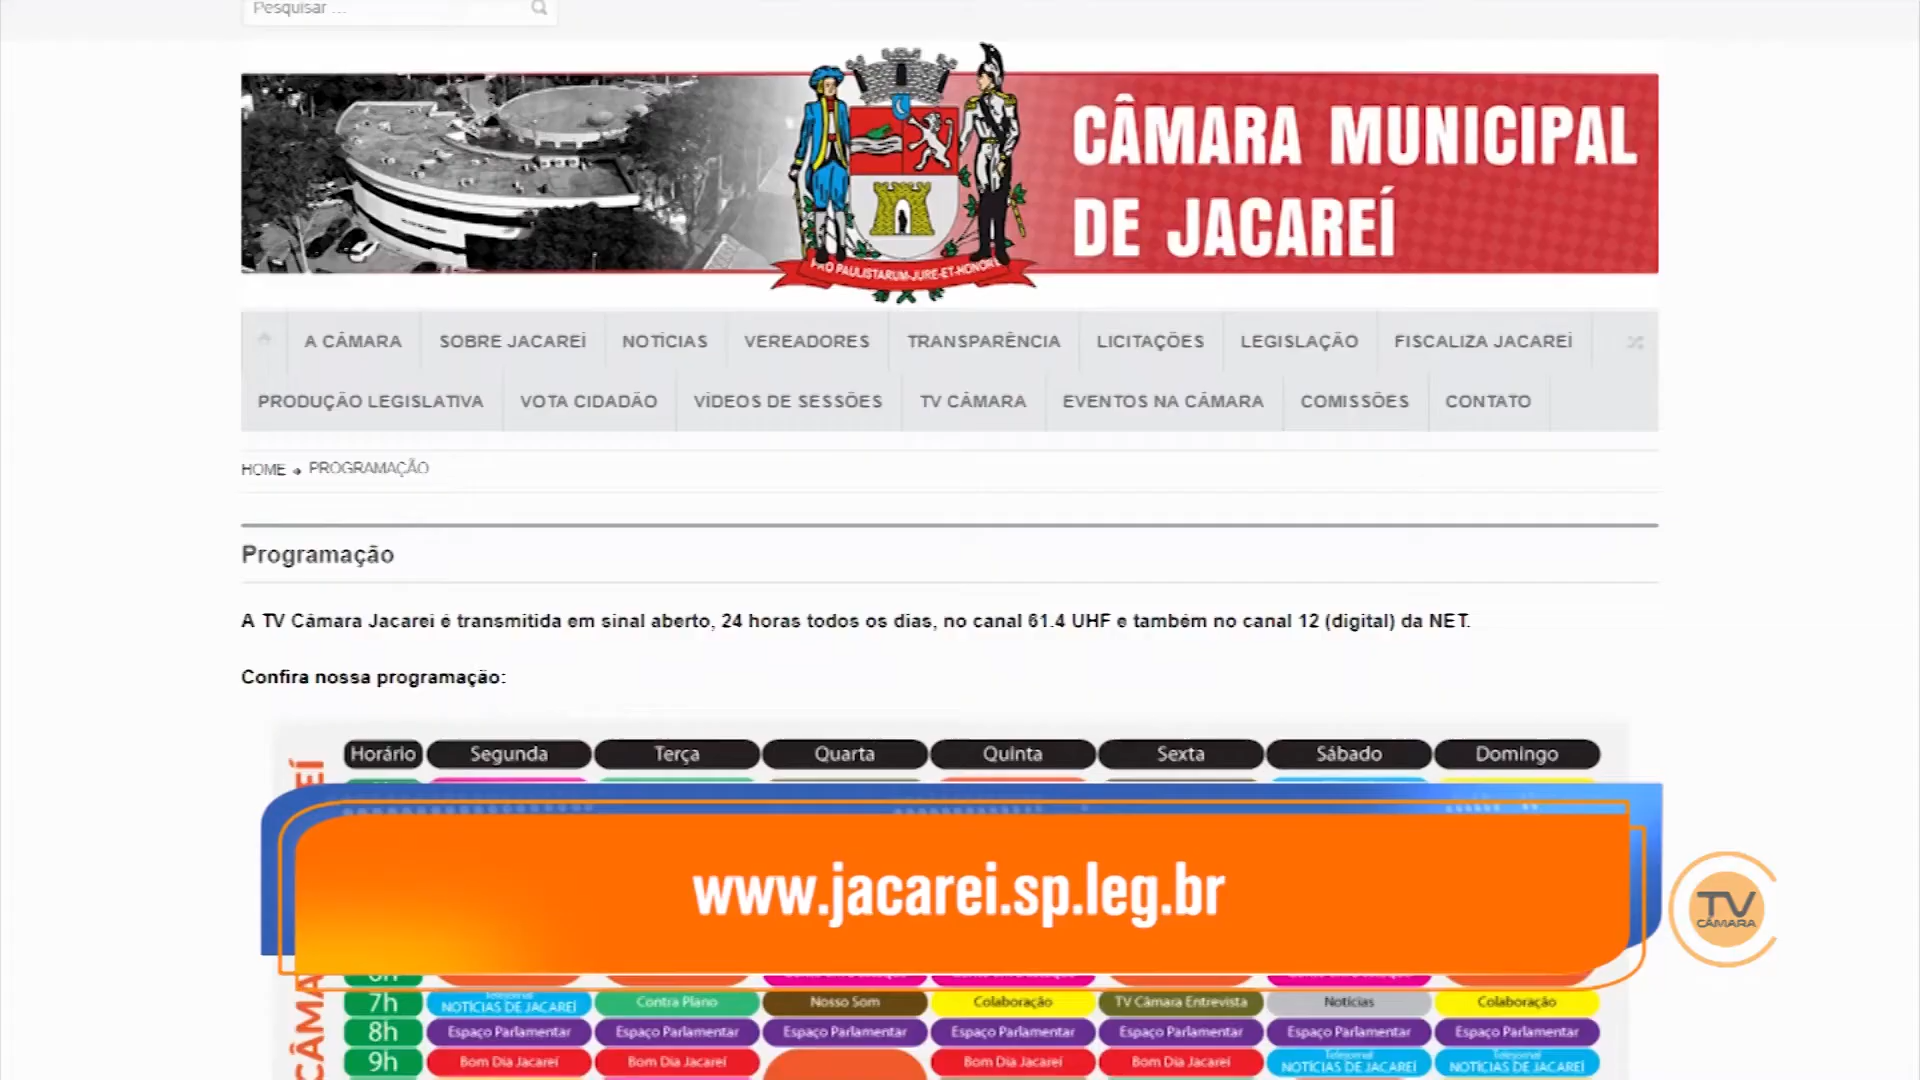 Pesquisar ...
CÂMARA MUNICIPAL
DE JACAREÍ
PRO PAULISTARUM-JURE-ET-HONORE
A CÂMARA SOBRE JACAREÍ NOTÍCIAS VEREADORES TRANSPARÊNCIA LICITAÇÕES LEGISLAÇÃO FISCALIZA JACAREÍ
PRODUÇÃO LEGISLATIVA VOTA CIDADÃO VÍDEOS DE SESSÕES TV CÂMARA EVENTOS NA CÂMARA COMISSÕES CONTATO
HOME PROGRAMAÇÃO
Programação
A TV Câmara Jacareí é transmitida em sinal aberto, 24 horas todos os dias, no canal 61.4 UHF e também no canal 12 (digital) da NET.
Confira nossa programação:
Horário Segunda Terça Quarta Quinta Sexta Sábado Domingo
www.jacarei.sp.leg.br
TV
CÂMARA
7h Telejornal NOTÍCIAS DE JACAREÍ Contra Plano Nosso Som Colaboração TV Câmara Entrevista Notícias Colaboração
8h Espaço Parlamentar Espaço Parlamentar Espaço Parlamentar Espaço Parlamentar Espaço Parlamentar Espaço Parlamentar Espaço Parlamentar
9h Bom Dia Jacareí Bom Dia Jacareí Bom Dia Jacareí Bom Dia Jacareí Telejornal NOTÍCIAS DE JACAREÍ Telejornal NOTÍCIAS DE JACAREÍ